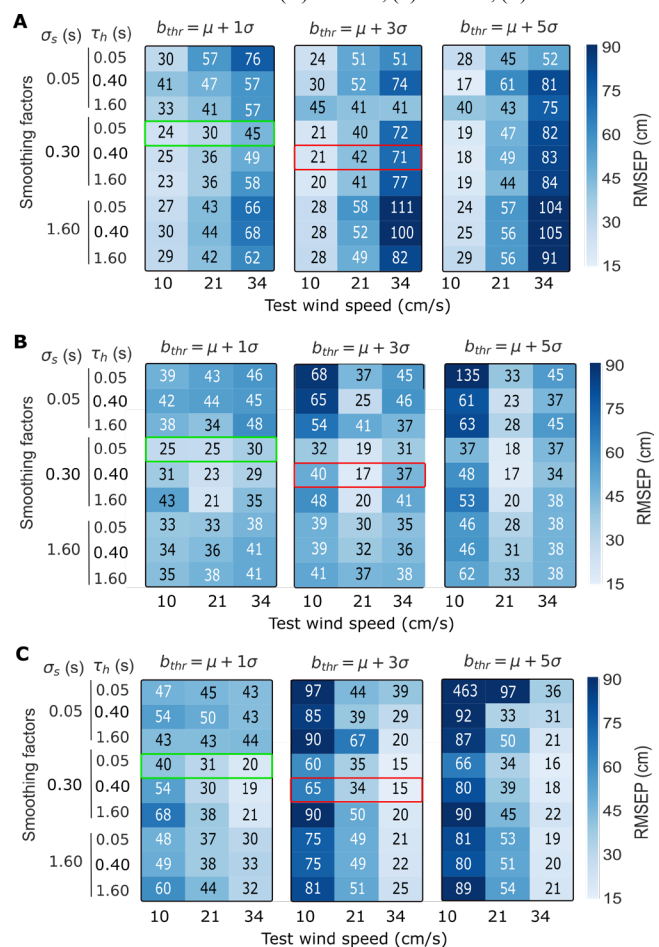 A
σs (s) τh (s) bthr = μ + 1σ bthr = μ + 3σ bthr = μ + 5σ
Smoothing factors
0.05 0.05 30 57 76 24 51 51 28 45 52
0.40 41 47 57 30 52 74 17 61 81
1.60 33 41 57 45 41 41 40 43 75
0.30 0.05 24 30 45 21 40 72 19 47 82
0.40 25 36 49 21 42 71 18 49 83
1.60 23 36 58 20 41 77 19 44 84
1.60 0.05 27 43 66 28 58 111 24 57 104
0.40 30 44 68 28 52 100 25 56 105
1.60 29 42 62 28 49 82 29 56 91
10 21 34 10 21 34 10 21 34
Test wind speed (cm/s)
90
75
60
45
30
15
RMSEP (cm)
B
σs (s) τh (s) bthr = μ + 1σ bthr = μ + 3σ bthr = μ + 5σ
Smoothing factors
0.05 0.05 39 43 46 68 37 45 135 33 45
0.40 42 44 45 65 25 46 61 23 37
1.60 38 34 48 54 41 37 63 28 45
0.30 0.05 25 25 30 32 19 31 37 18 37
0.40 31 23 29 40 17 37 48 17 34
1.60 43 21 35 48 20 41 53 20 38
1.60 0.05 33 33 38 39 30 35 46 28 38
0.40 34 36 41 39 32 36 46 31 38
1.60 35 38 41 41 37 38 62 33 38
10 21 34 10 21 34 10 21 34
Test wind speed (cm/s)
90
75
60
45
30
15
RMSEP (cm)
C
σs (s) τh (s) bthr = μ + 1σ bthr = μ + 3σ bthr = μ + 5σ
Smoothing factors
0.05 0.05 47 45 43 97 44 39 463 97 36
0.40 54 50 43 85 39 29 92 33 31
1.60 43 43 44 90 67 20 87 50 21
0.30 0.05 40 31 20 60 35 15 66 34 16
0.40 54 30 19 65 34 15 80 39 18
1.60 68 38 21 90 50 20 90 45 22
1.60 0.05 48 37 30 75 49 21 81 53 19
0.40 49 38 33 75 49 22 80 51 20
1.60 60 44 32 81 51 25 89 54 21
10 21 34 10 21 34 10 21 34
Test wind speed (cm/s)
90
75
60
45
30
15
RMSEP (cm)